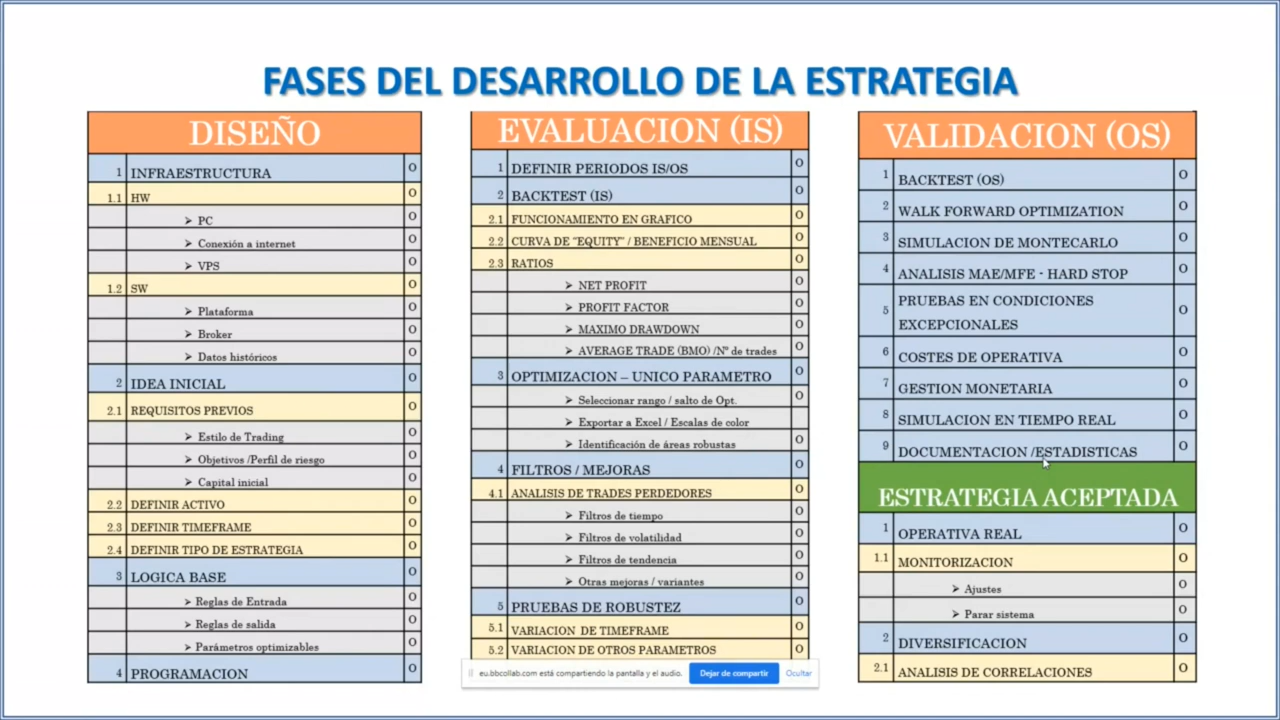 FASES DEL DESARROLLO DE LA ESTRATEGIA
DISEÑO
1 INFRAESTRUCTURA O
1.1 HW O
➢ PC O
➢ Conexión a internet O
➢ VPS O
1.2 SW O
➢ Plataforma O
➢ Broker O
➢ Datos históricos O
2 IDEA INICIAL O
2.1 REQUISITOS PREVIOS O
➢ Estilo de Trading O
➢ Objetivos /Perfil de riesgo O
➢ Capital inicial O
2.2 DEFINIR ACTIVO O
2.3 DEFINIR TIMEFRAME O
2.4 DEFINIR TIPO DE ESTRATEGIA O
3 LOGICA BASE O
➢ Reglas de Entrada O
➢ Reglas de salida O
➢ Parámetros optimizables O
4 PROGRAMACION O
EVALUACION (IS)
1 DEFINIR PERIODOS IS/OS O
2 BACKTEST (IS) O
2.1 FUNCIONAMIENTO EN GRAFICO O
2.2 CURVA DE "EQUITY" / BENEFICIO MENSUAL O
2.3 RATIOS O
➢ NET PROFIT O
➢ PROFIT FACTOR O
➢ MAXIMO DRAWDOWN O
➢ AVERAGE TRADE (BMO) /Nº de trades O
3 OPTIMIZACION – UNICO PARAMETRO O
➢ Seleccionar rango / salto de Opt. O
➢ Exportar a Excel / Escalas de color O
➢ Identificación de áreas robustas O
4 FILTROS / MEJORAS O
4.1 ANALISIS DE TRADES PERDEDORES O
➢ Filtros de tiempo O
➢ Filtros de volatilidad O
➢ Filtros de tendencia O
➢ Otras mejoras / variantes O
5 PRUEBAS DE ROBUSTEZ O
5.1 VARIACION DE TIMEFRAME O
5.2 VARIACION DE OTROS PARAMETROS O
eu.bbcollab.com está compartiendo la pantalla y el audio. Dejar de compartir Ocultar
VALIDACION (OS)
1 BACKTEST (OS) O
2 WALK FORWARD OPTIMIZATION O
3 SIMULACION DE MONTECARLO O
4 ANALISIS MAE/MFE - HARD STOP O
5 PRUEBAS EN CONDICIONES
EXCEPCIONALES O
6 COSTES DE OPERATIVA O
7 GESTION MONETARIA O
8 SIMULACION EN TIEMPO REAL O
9 DOCUMENTACION /ESTADISTICAS O
ESTRATEGIA ACEPTADA
1 OPERATIVA REAL O
1.1 MONITORIZACION O
➢ Ajustes O
➢ Parar sistema O
2 DIVERSIFICACION O
2.1 ANALISIS DE CORRELACIONES O